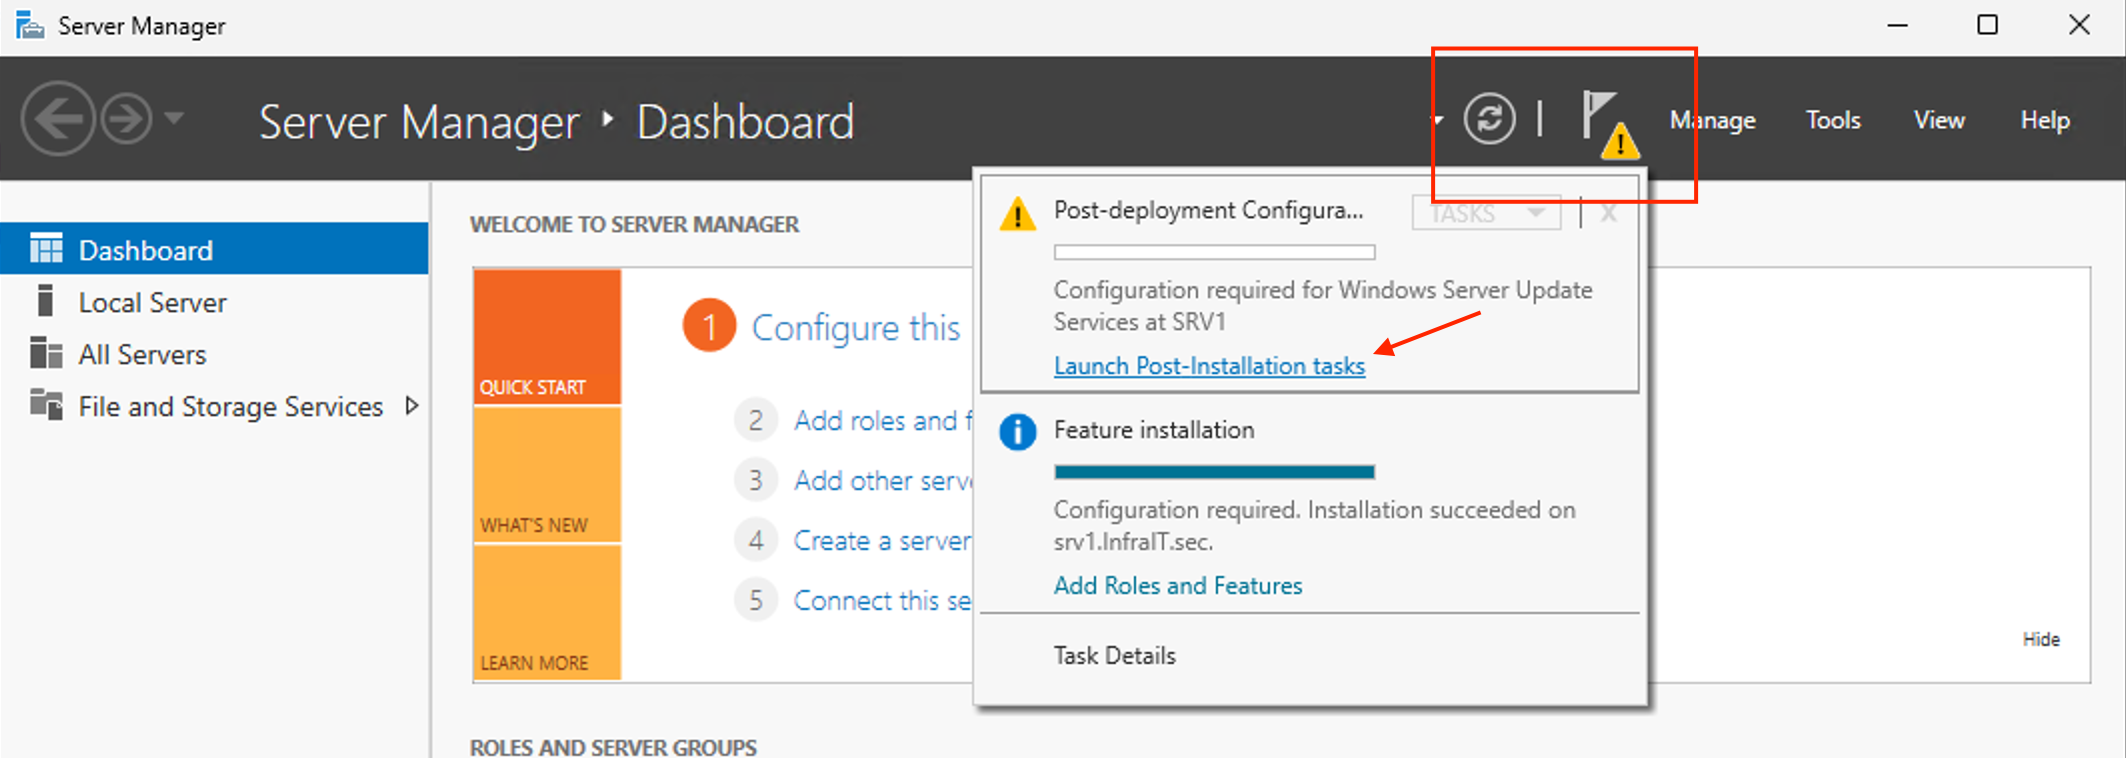 Server Manager
Server Manager ‣ Dashboard
Manage Tools View Help
Dashboard
Local Server
All Servers
File and Storage Services
WELCOME TO SERVER MANAGER
QUICK START
WHAT'S NEW
LEARN MORE
1 Configure this
2 Add roles and f
3 Add other serve
4 Create a server
5 Connect this se
Hide
ROLES AND SERVER GROUPS
Post-deployment Configura...
TASKS
X
Configuration required for Windows Server Update
Services at SRV1
Launch Post-Installation tasks
Feature installation
Configuration required. Installation succeeded on
srv1.InfraIT.sec.
Add Roles and Features
Task Details